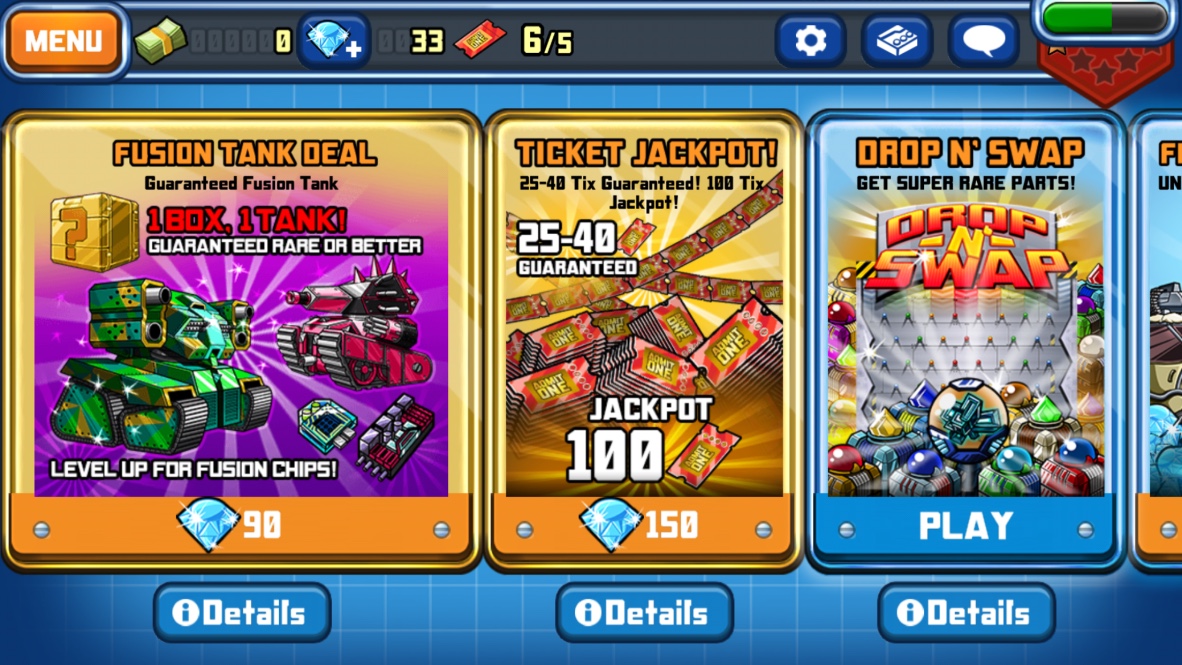 MENU
0
33
6/5
FUSION TANK DEAL
Guaranteed Fusion Tank
1 BOX, 1 TANK!
GUARANTEED RARE OR BETTER
LEVEL UP FOR FUSION CHIPS!
90
Details
TICKET JACKPOT!
25-40 Tix Guaranteed! 100 Tix
Jackpot!
25-40
GUARANTEED
ADMIT
ONE
JACKPOT
100
150
Details
DROP N' SWAP
GET SUPER RARE PARTS!
DROP
-N'-
SWAP
PLAY
Details